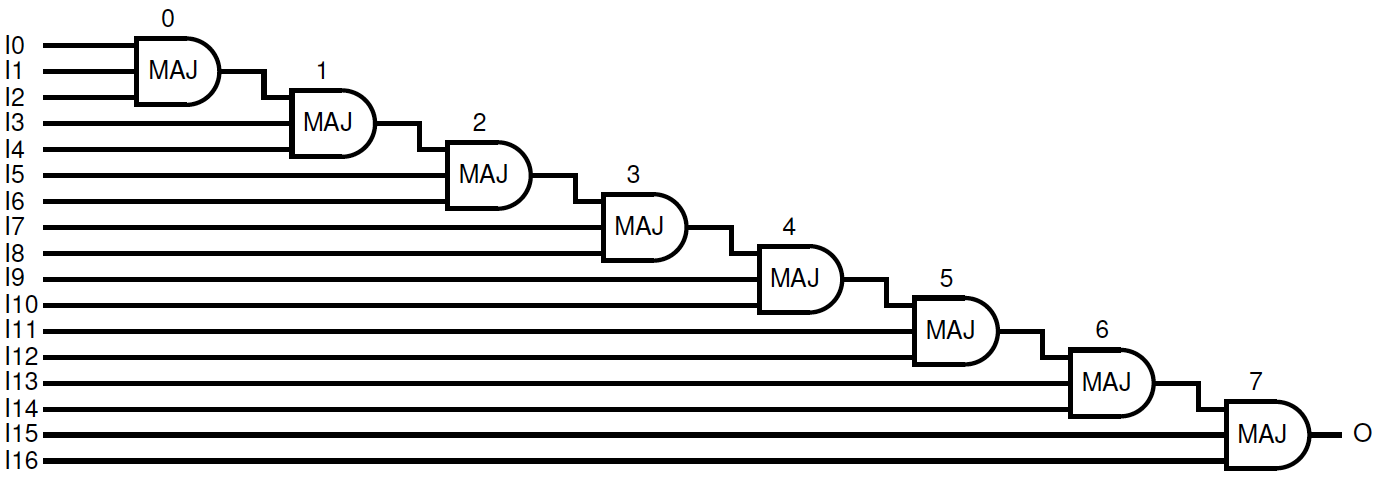 0
I0
I1 MAJ 1
I2
I3 MAJ 2
I4
I5 MAJ 3
I6
I7 MAJ 4
I8
I9 MAJ 5
I10
I11 MAJ 6
I12
I13 MAJ 7
I14
I15 MAJ O
I16